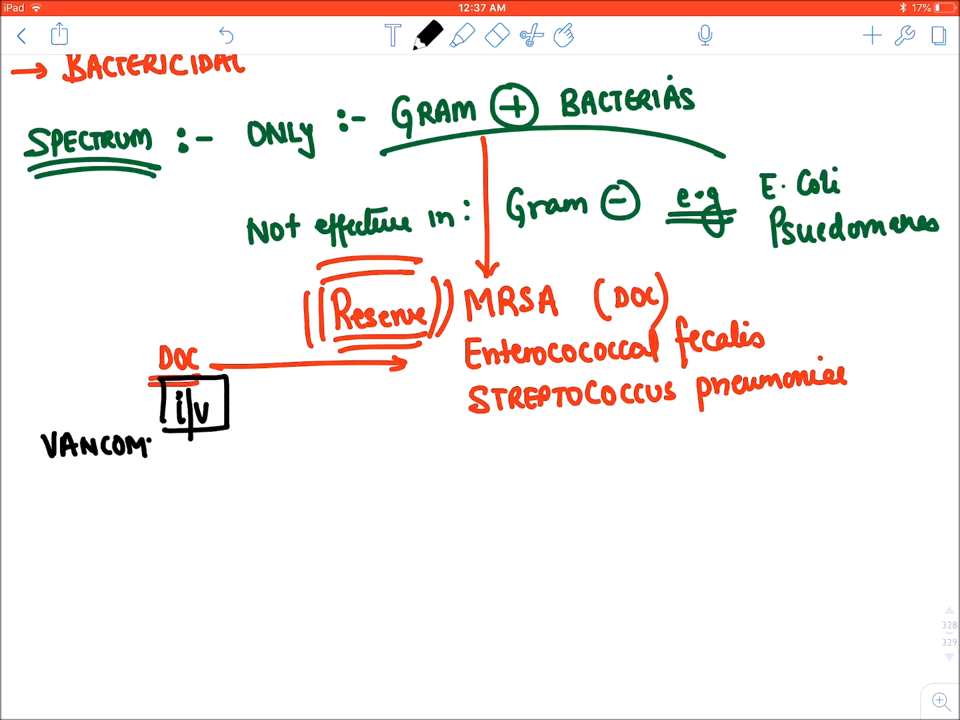 iPad 12:37 AM 17%
T
→ BACTERICIDAL
SPECTRUM :- ONLY :- GRAM + BACTERIAS
Not effective in : Gram - e.g E. Coli
Psuedomenas
((Reserve)) MRSA (DOC)
Enterococcal fecalis
DOC
STREPTOCOCCUS pneumoniae
i/v
VANCOM.
328
329